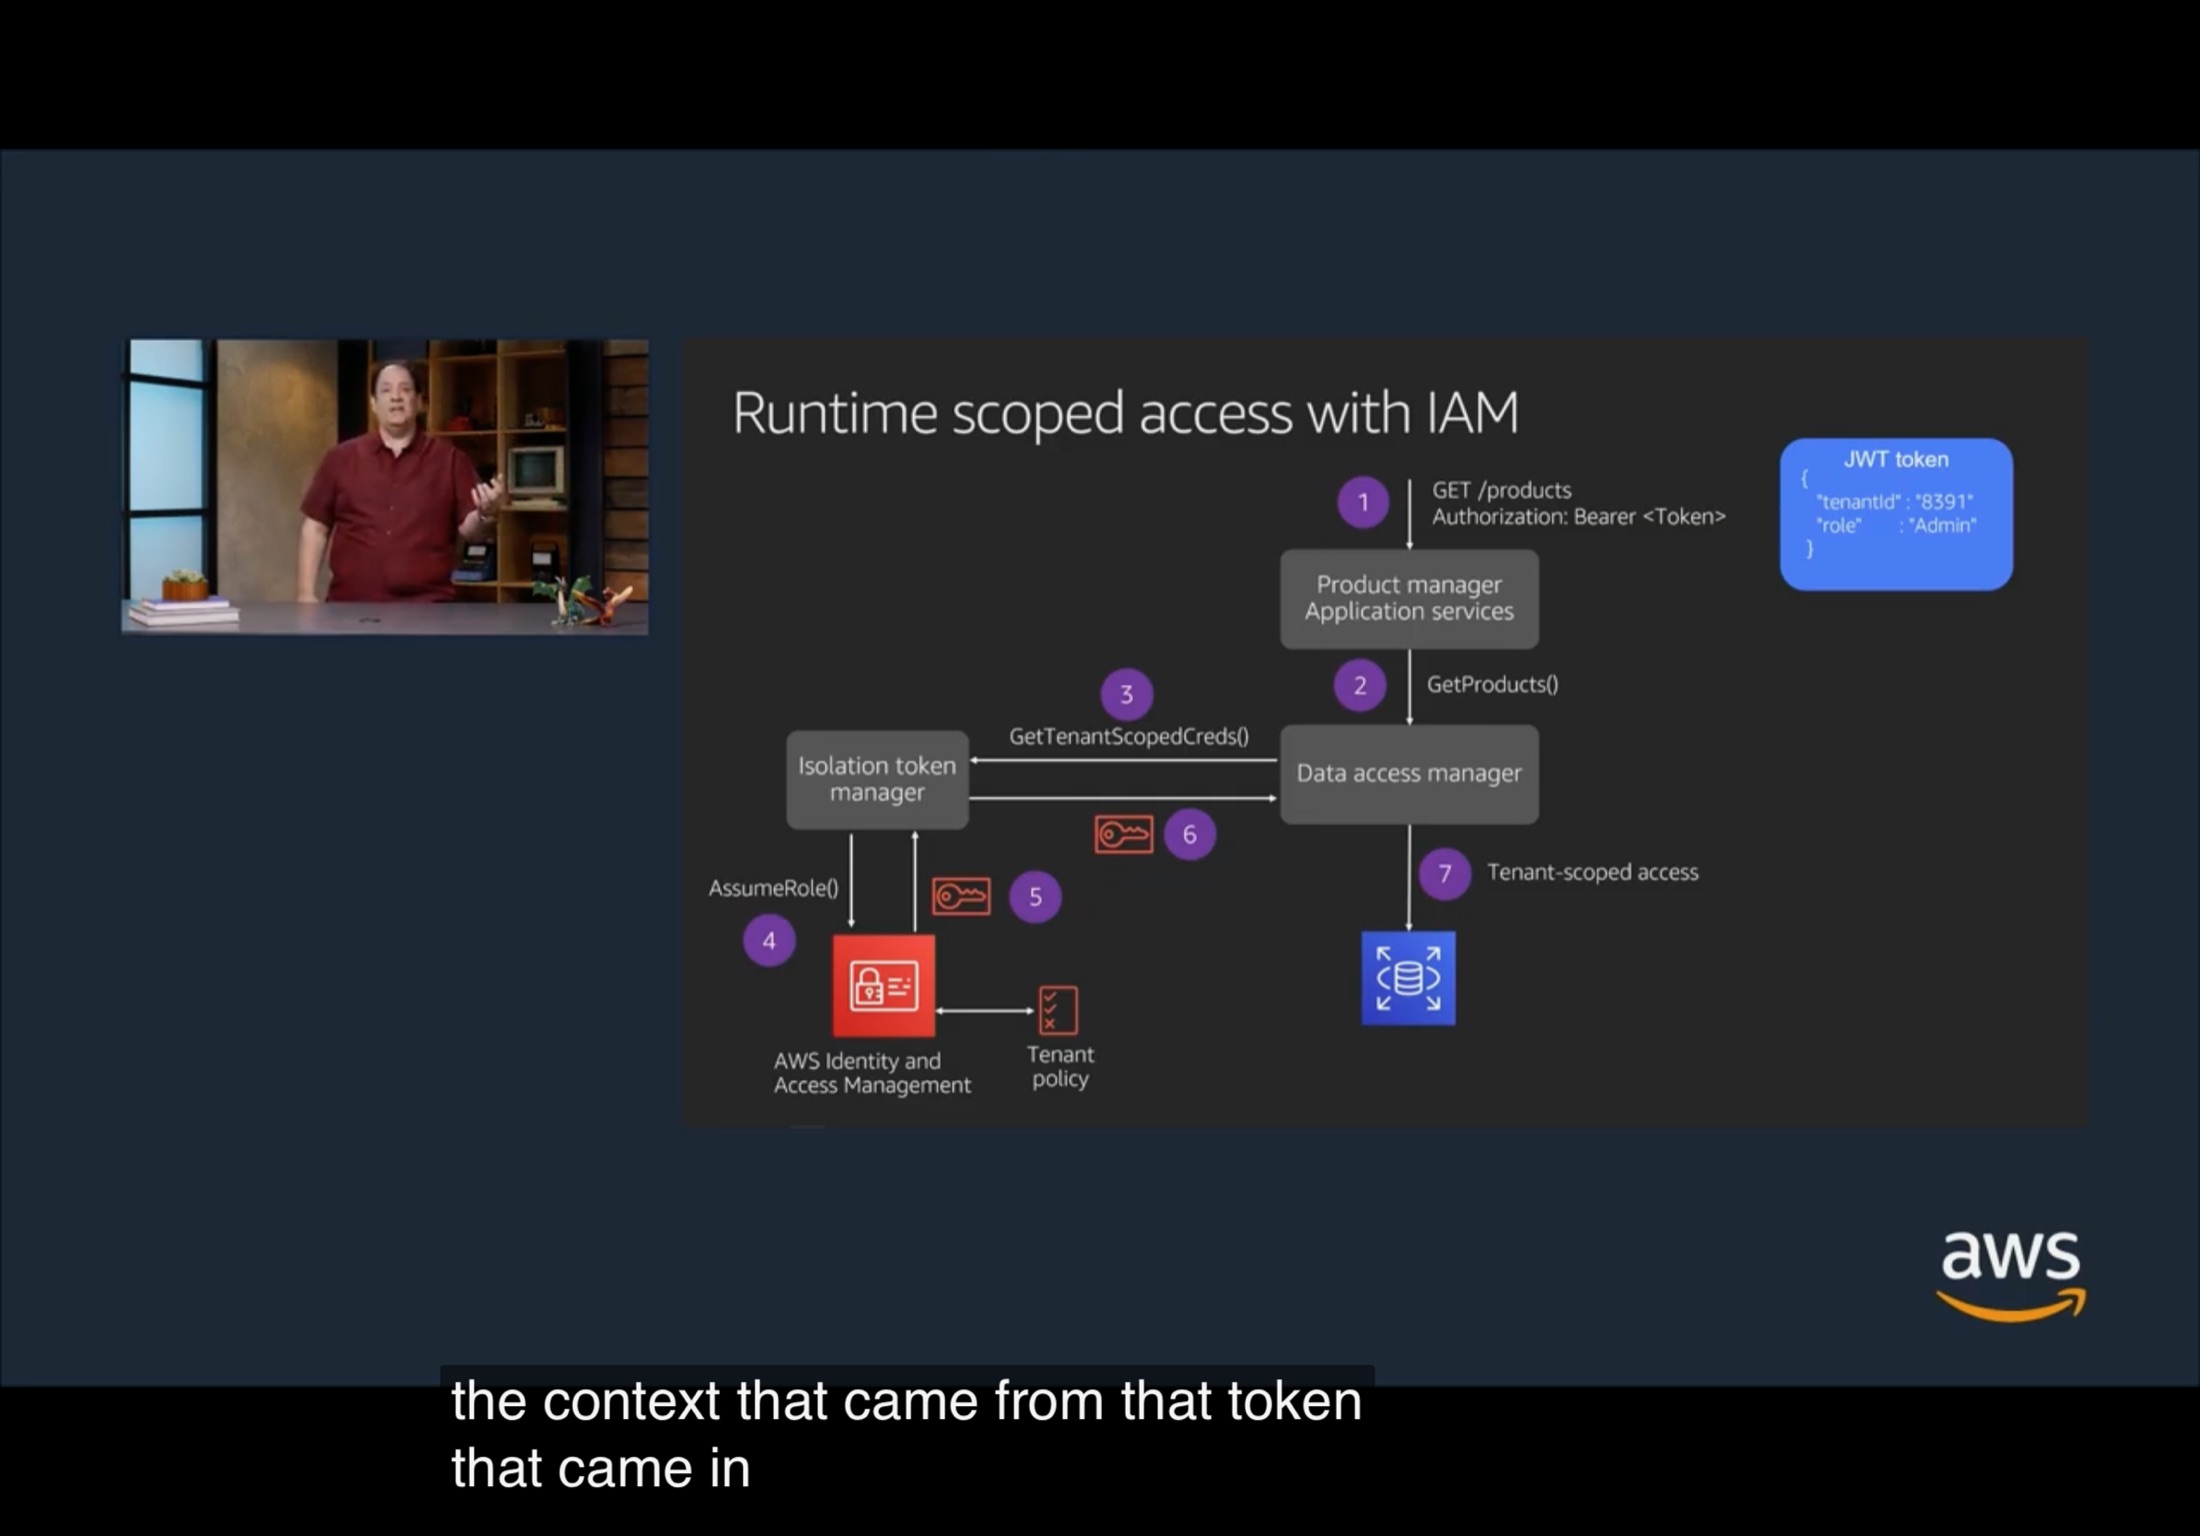 Runtime scoped access with IAM
JWT token
{
"tenantId" : "8391"
"role" : "Admin"
}
1
GET /products
Authorization: Bearer <Token>
Product manager
Application services
2
GetProducts()
3
GetTenantScopedCreds()
Isolation token
manager
Data access manager
6
AssumeRole()
5
4
7
Tenant-scoped access
AWS Identity and
Access Management
Tenant
policy
aws
the context that came from that token
that came in